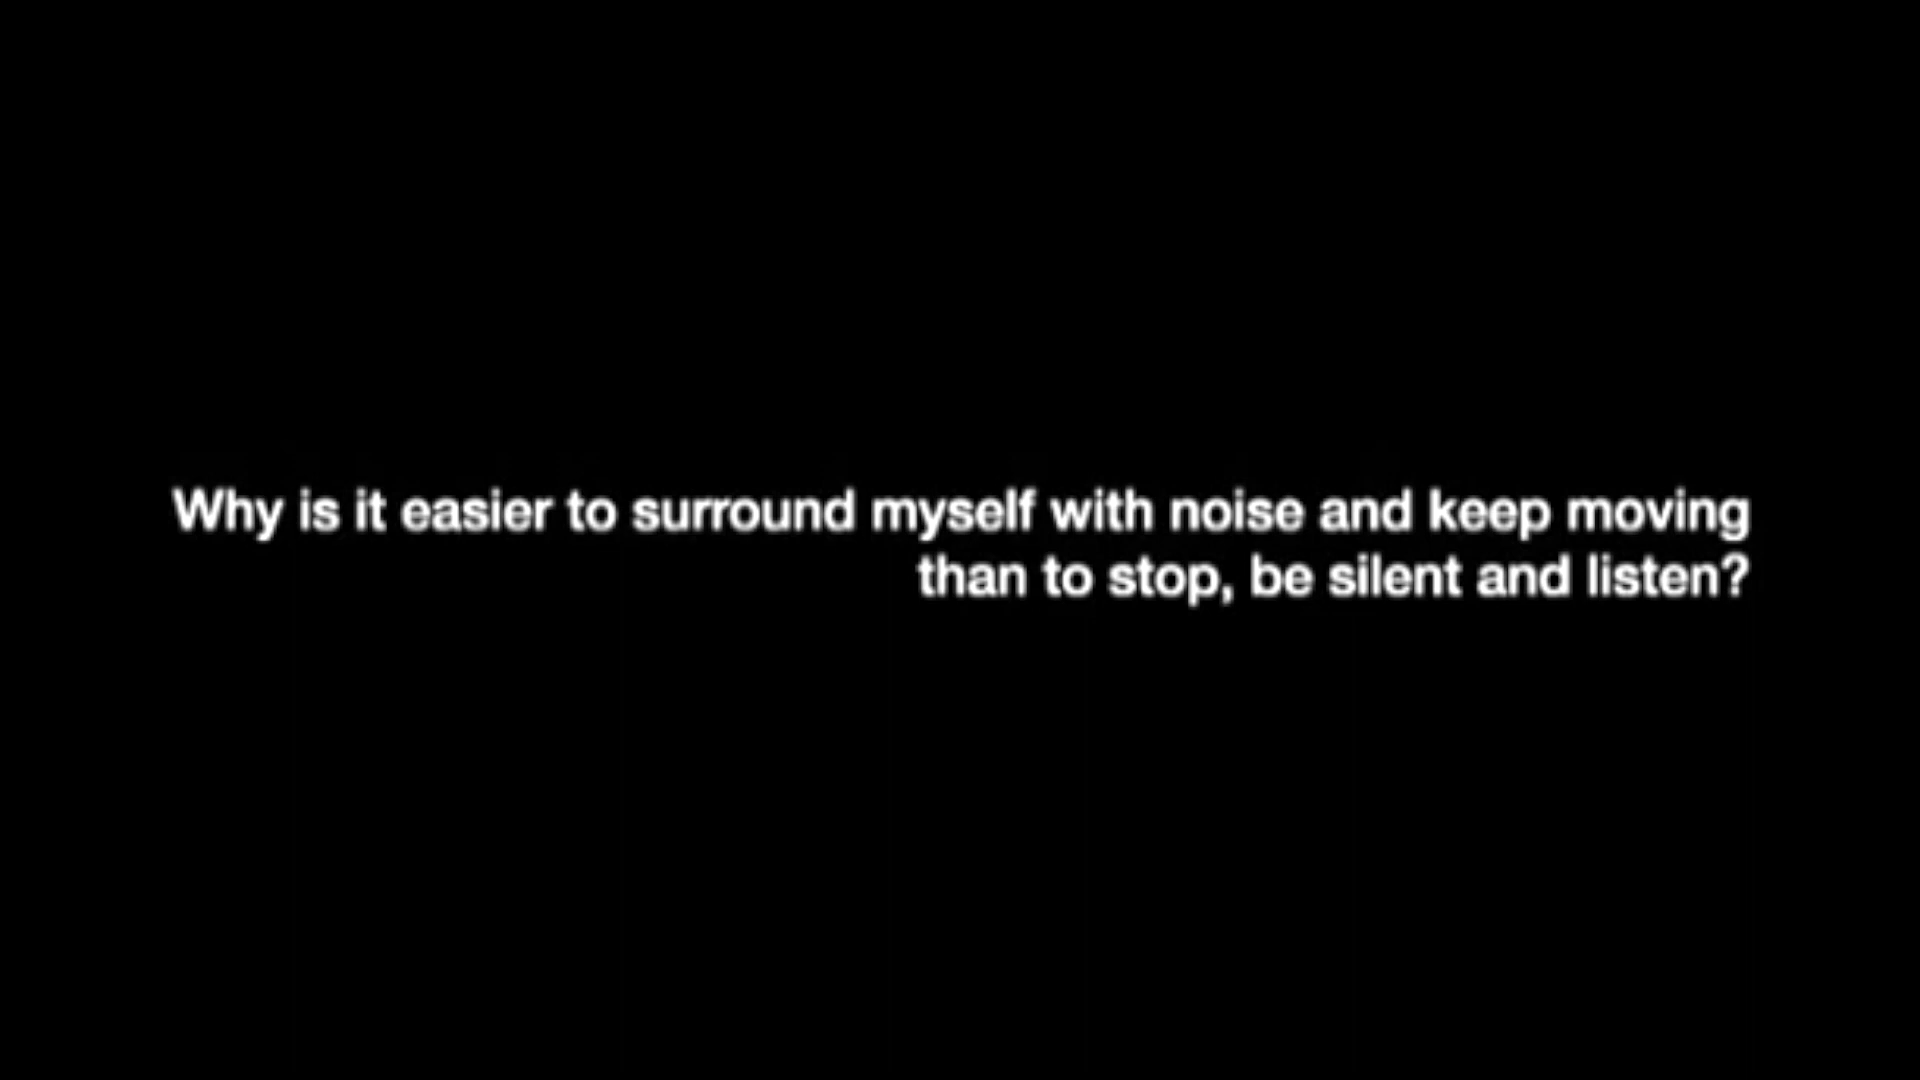 Why is it easier to surround myself with noise and keep moving
than to stop, be silent and listen?